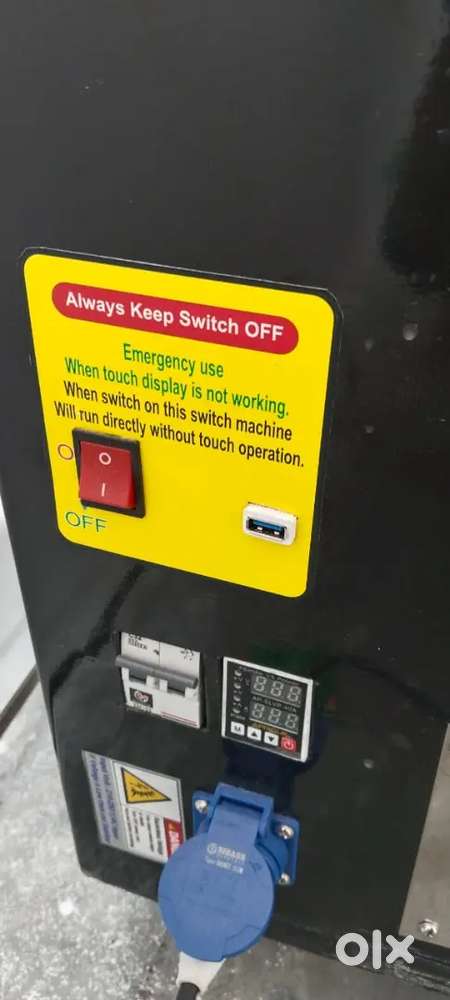 Always Keep Switch OFF
Emergency use
When touch display is not working.
When switch on this switch machine
Will run directly without touch operation.
O
O
I
OFF
888
888
M
olx